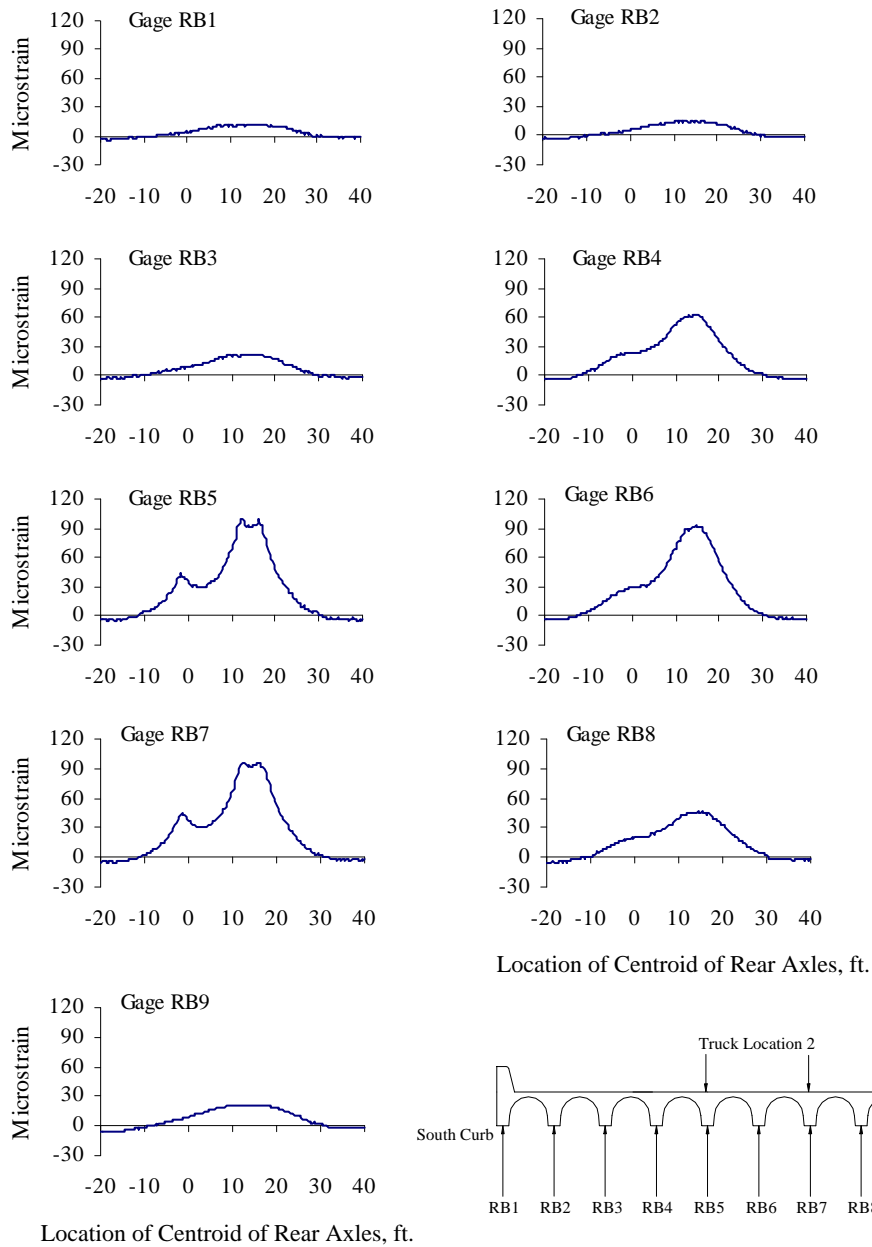 Gage RB1
Microstrain
120
90
60
30
0
-30
-20 -10 0 10 20 30 40
Gage RB2
120
90
60
30
0
-30
-20 -10 0 10 20 30 40
Gage RB3
Microstrain
120
90
60
30
0
-30
-20 -10 0 10 20 30 40
Gage RB4
120
90
60
30
0
-30
-20 -10 0 10 20 30 40
Gage RB5
Microstrain
120
90
60
30
0
-30
-20 -10 0 10 20 30 40
Gage RB6
120
90
60
30
0
-30
-20 -10 0 10 20 30 40
Gage RB7
Microstrain
120
90
60
30
0
-30
-20 -10 0 10 20 30 40
Gage RB8
120
90
60
30
0
-30
-20 -10 0 10 20 30 40
Location of Centroid of Rear Axles, ft.
Gage RB9
Microstrain
120
90
60
30
0
-30
-20 -10 0 10 20 30 40
Location of Centroid of Rear Axles, ft.
Truck Location 2
South Curb
RB1 RB2 RB3 RB4 RB5 RB6 RB7 RB8